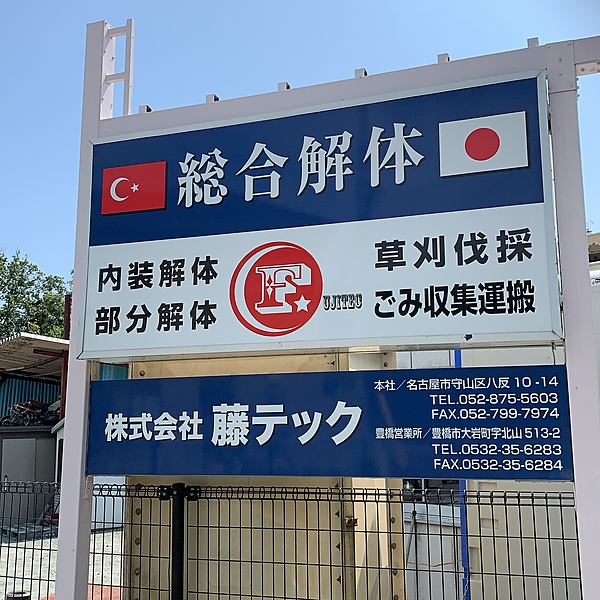 総合解体
内装解体
部分解体
FUJITEC
草刈伐採
ごみ収集運搬
株式会社 藤テック
本社／名古屋市守山区八反 10 -14
TEL.052-875-5603
FAX.052-799-7974
豊橋営業所／豊橋市大岩町字北山 513-2
TEL.0532-35-6283
FAX.0532-35-6284